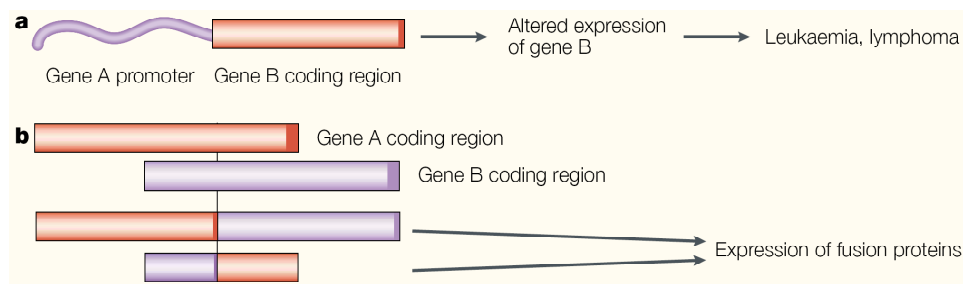 a
Gene A promoter
Gene B coding region
Altered expression
of gene B
Leukaemia, lymphoma
b
Gene A coding region
Gene B coding region
Expression of fusion proteins